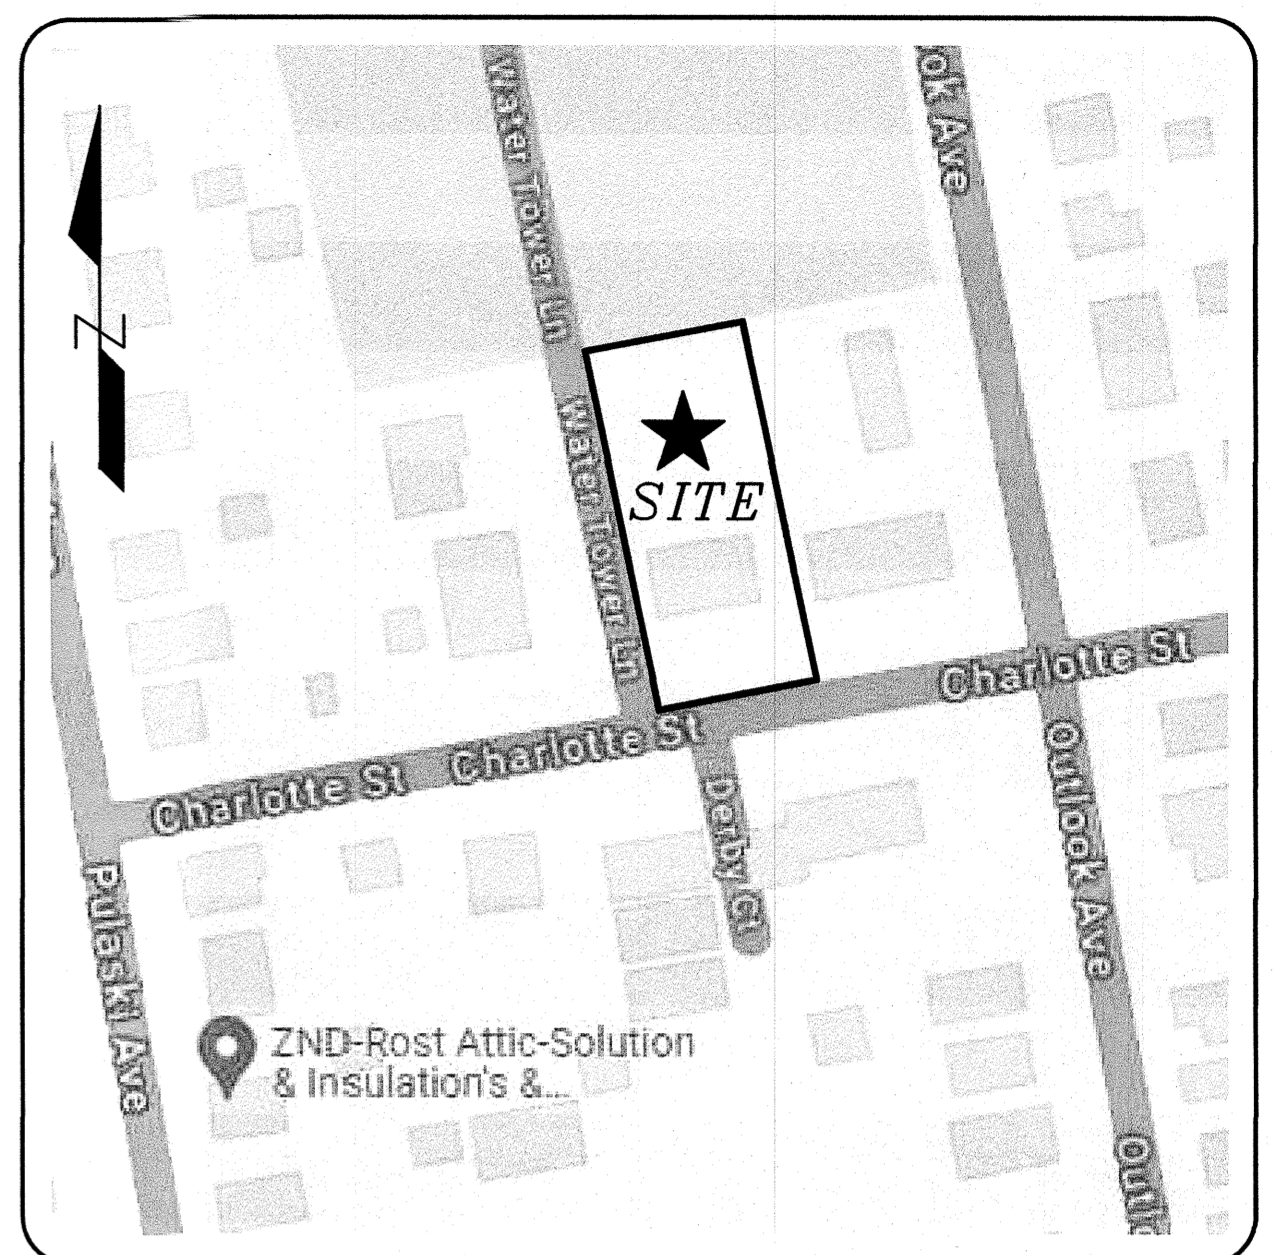 Water Tower Ln
ok Ave
Water Tower Ln
SITE
Charlotte St
Charlotte St
Charlotte St
Derby Ct
Outlook Ave
Pulaski Ave
ZND-Rost Attic-Solution
& Insulation's &...
Outl
N